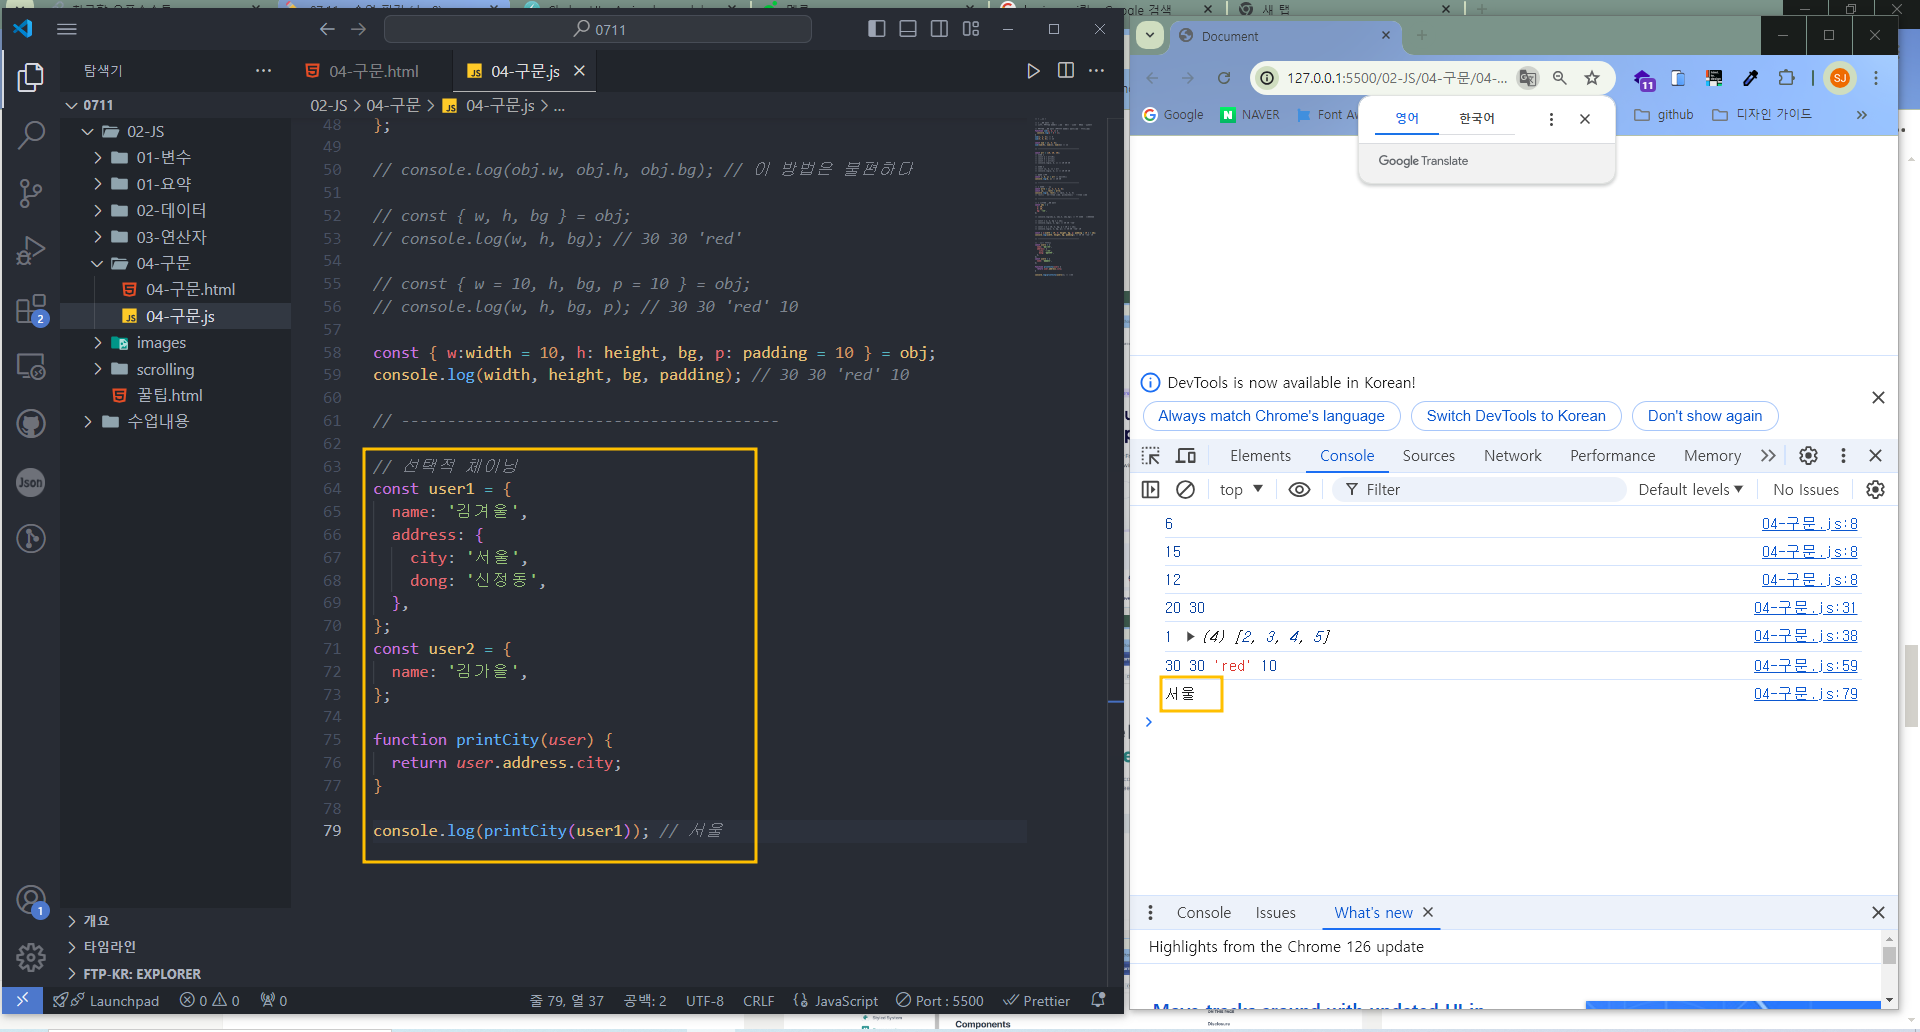 0711
탐색기
04-구문.html
04-구문.js
0711
02-JS
01-변수
01-요약
02-데이터
03-연산자
04-구문
04-구문.html
04-구문.js
images
scrolling
꿀팁.html
수업내용
2
Json
1
개요
타임라인
FTP-KR: EXPLORER
02-JS > 04-구문 > JS 04-구문.js > ...
48 };
49
50 // console.log(obj.w, obj.h, obj.bg); // 이 방법은 불편하다
51
52 // const { w, h, bg } = obj;
53 // console.log(w, h, bg); // 30 30 'red'
54
55 // const { w = 10, h, bg, p = 10 } = obj;
56 // console.log(w, h, bg, p); // 30 30 'red' 10
57
58 const { w:width = 10, h: height, bg, p: padding = 10 } = obj;
59 console.log(width, height, bg, padding); // 30 30 'red' 10
60
61 // -----------------------------------------
62
63 // 선택적 체이닝
64 const user1 = {
65 name: '김겨울',
66 address: {
67 city: '서울',
68 dong: '신정동',
69 },
70 };
71 const user2 = {
72 name: '김가을',
73 };
74
75 function printCity(user) {
76 return user.address.city;
77 }
78
79 console.log(printCity(user1)); // 서울
Launchpad 0 0 0
줄 79, 열 37 공백: 2 UTF-8 CRLF {} JavaScript Port : 5500 Prettier
Google 검색
새 탭
Document
127.0.0.1:5500/02-JS/04-구문/04-...
11
SJ
Google
NAVER
github
디자인 가이드
영어 한국어
Google Translate
DevTools is now available in Korean!
Always match Chrome's language
Switch DevTools to Korean
Don't show again
Elements Console Sources Network Performance Memory
top Filter Default levels No Issues
6 04-구문.js:8
15 04-구문.js:8
12 04-구문.js:8
20 30 04-구문.js:31
1 (4) [2, 3, 4, 5] 04-구문.js:38
30 30 'red' 10 04-구문.js:59
서울 04-구문.js:79
Console Issues What's new
Highlights from the Chrome 126 update
Components